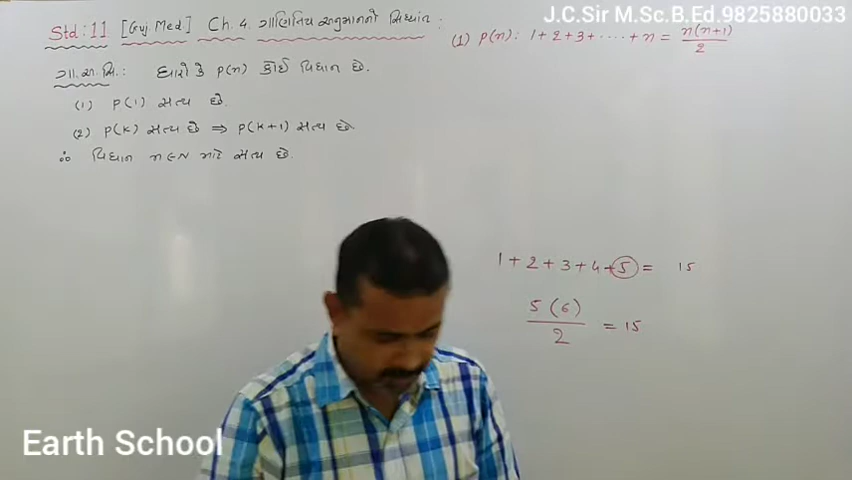 J.C.Sir M.Sc.B.Ed.9825880033
Std : 11 [Guj Med] Ch. 4. ગાણિતિક અનુમાનનો સિદ્ધાંત :
(1) P(n) : 1+2+3+.....+n = n(n+1)/2
ગા. અ. સિ. : ધારો કે P(n) કોઈ વિધાન છે.
(1) P(1) સત્ય છે.
(2) P(k) સત્ય છે ⇒ P(k+1) સત્ય છે.
∴ વિધાન n∈N માટે સત્ય છે.
1+2+3+4+5 = 15
5(6)/2 = 15
Earth School